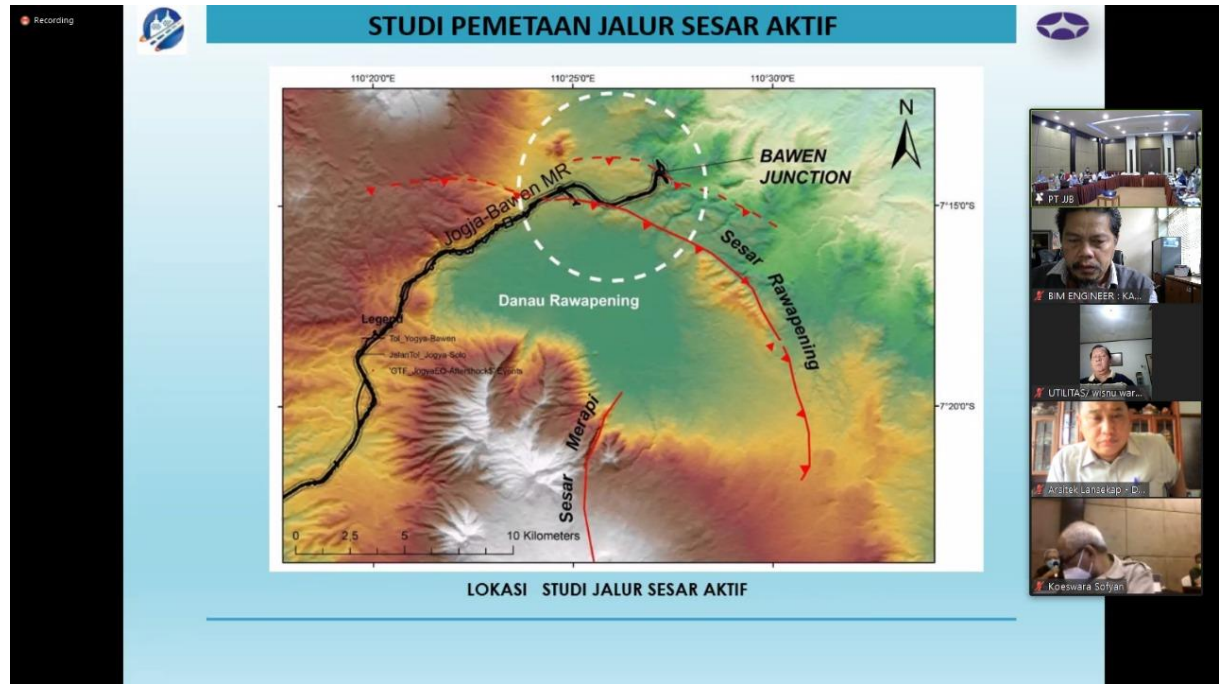 Recording
STUDI PEMETAAN JALUR SESAR AKTIF
110°20'0"E
110°25'0"E
110°30'0"E
N
BAWEN
JUNCTION
Jogja-Bawen MR
7°15'0"S
Sesar Rawapening
Danau Rawapening
Legend
Tol_Yogya-Bawen
JalanTol_Jogya-Solo
7°20'0"S
Sesar Merapi
0 2,5 5 10 Kilometers
LOKASI STUDI JALUR SESAR AKTIF
PT JJB
BIM ENGINEER : KA...
UTILITAS/ wisnu war...
Arsitek Lansekap - D...
Koeswara Sofyan